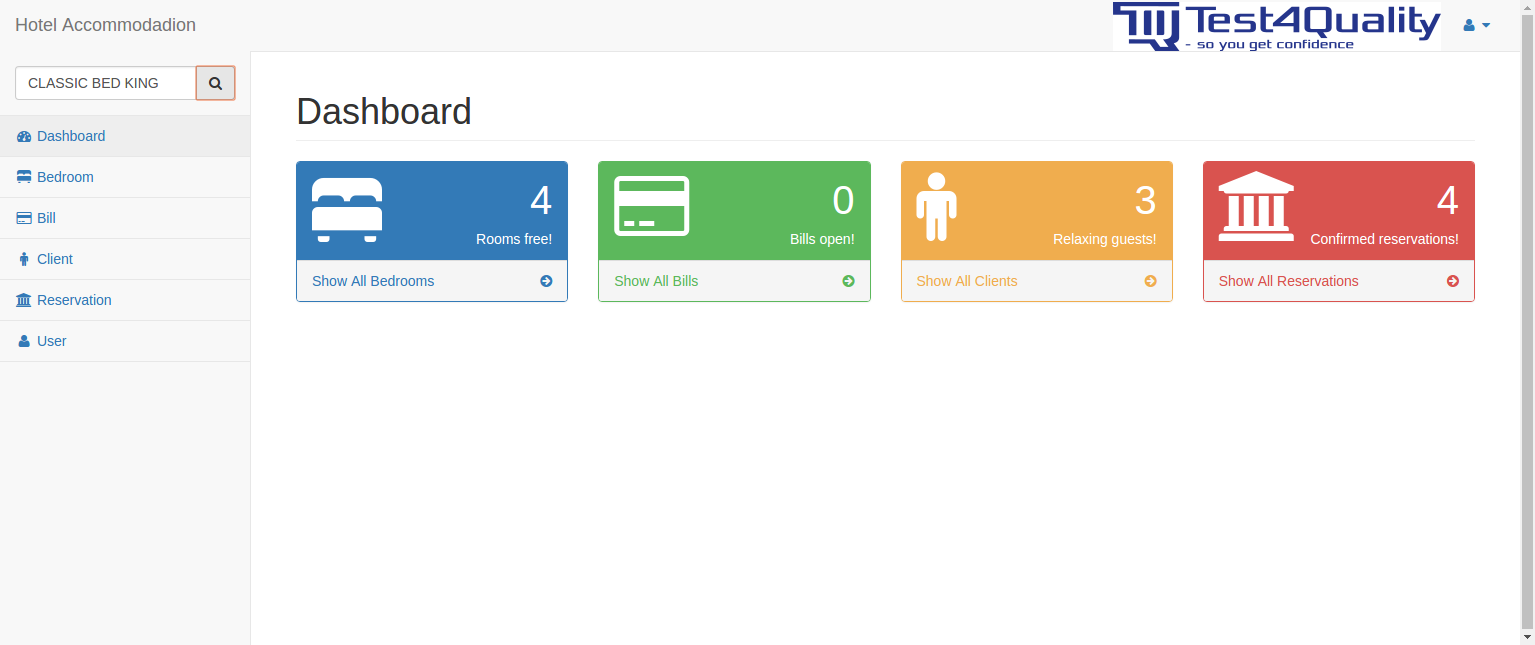 Hotel Accommodadion
Test4Quality
- so you get confidence
CLASSIC BED KING
Dashboard
Bedroom
Bill
Client
Reservation
User
Dashboard
4
Rooms free!
Show All Bedrooms
0
Bills open!
Show All Bills
3
Relaxing guests!
Show All Clients
4
Confirmed reservations!
Show All Reservations